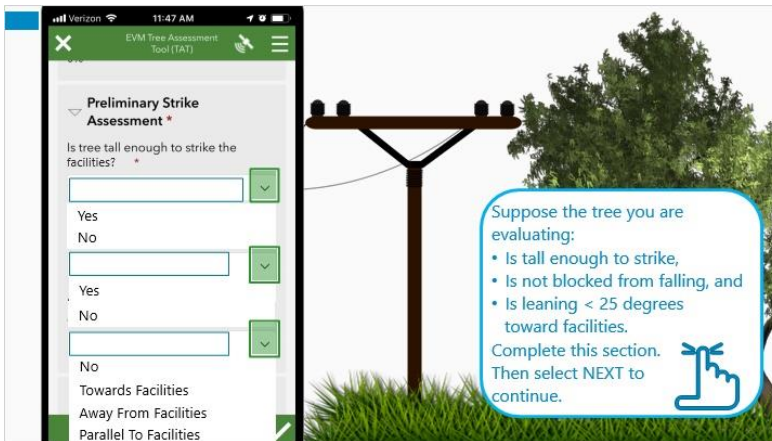 Verizon 11:47 AM
EVM Tree Assessment
Tool (TAT)
Preliminary Strike
Assessment *
Is tree tall enough to strike the
facilities? *
Yes
No
Yes
No
No
Towards Facilities
Away From Facilities
Parallel To Facilities
Suppose the tree you are
evaluating:
• Is tall enough to strike,
• Is not blocked from falling, and
• Is leaning < 25 degrees
toward facilities.
Complete this section.
Then select NEXT to
continue.